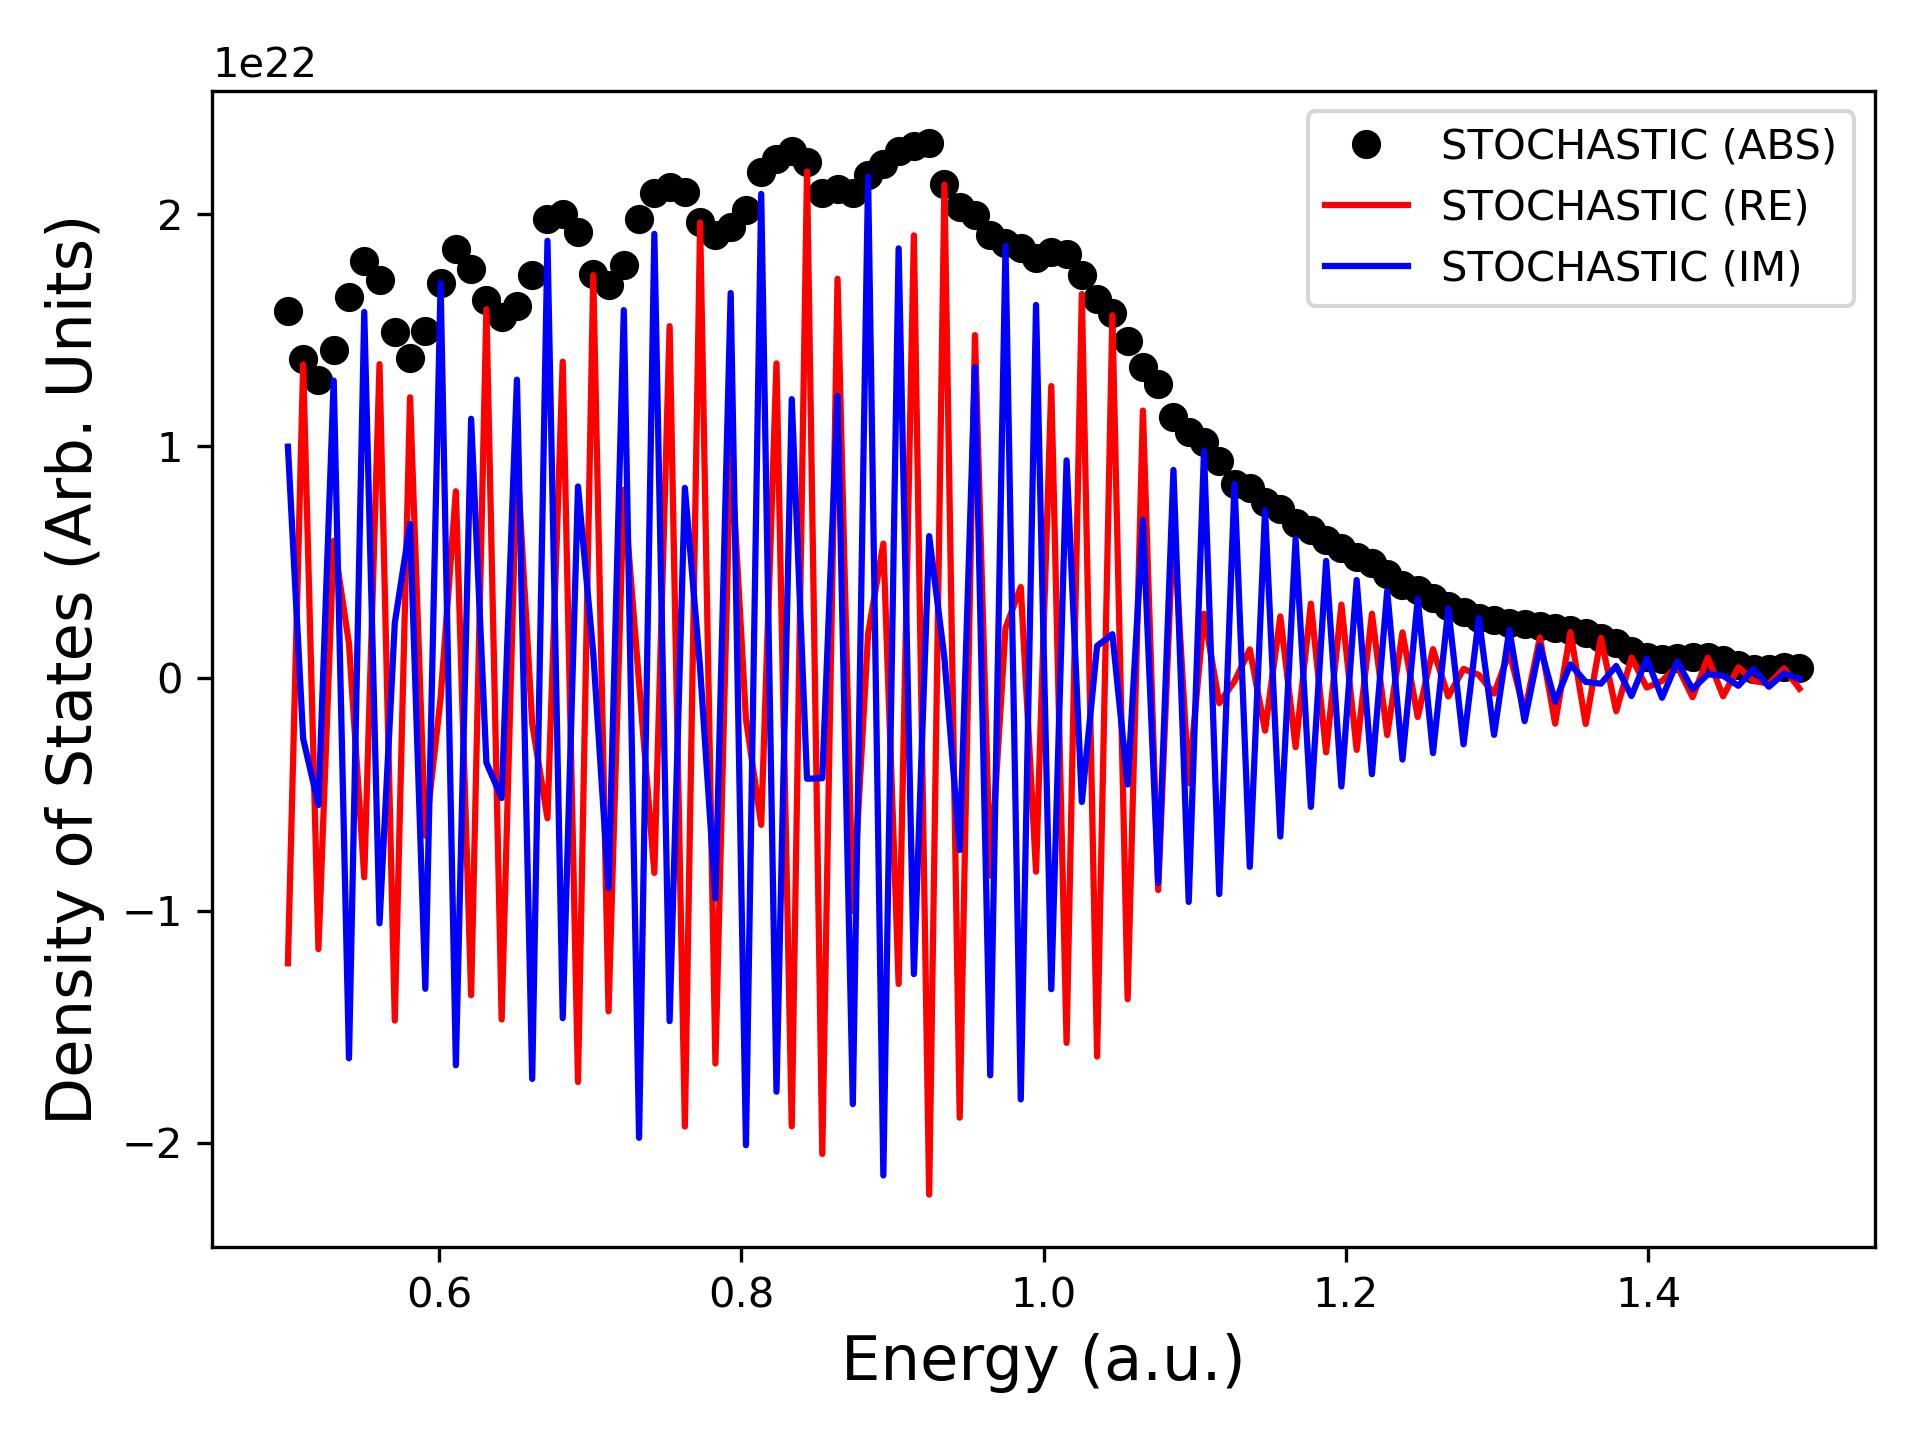 1e22
STOCHASTIC (ABS)
STOCHASTIC (RE)
STOCHASTIC (IM)
Density of States (Arb. Units)
2
1
0
−1
−2
0.6 0.8 1.0 1.2 1.4
Energy (a.u.)